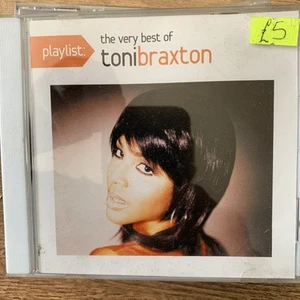 £5
playlist: the very best of
tonibraxton